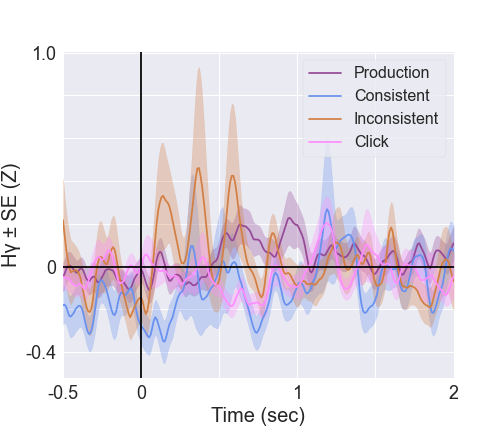 1.0
Production
Consistent
Inconsistent
Click
Hγ ± SE (Z)
0
-0.4
-0.5 0 1 2
Time (sec)